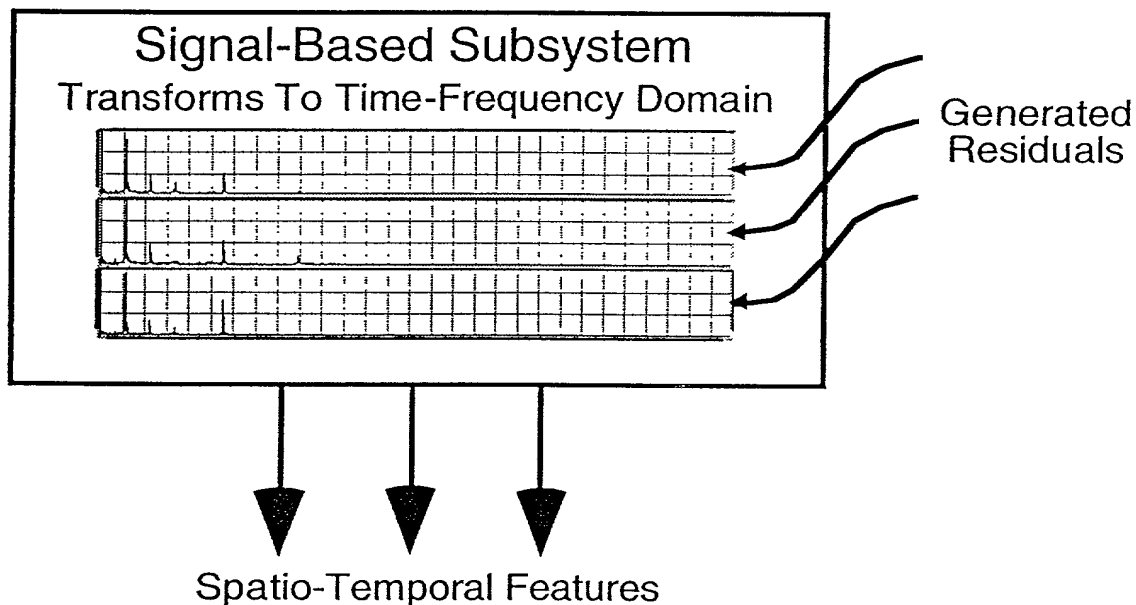 Signal-Based Subsystem
Transforms To Time-Frequency Domain
Generated
Residuals
Spatio-Temporal Features